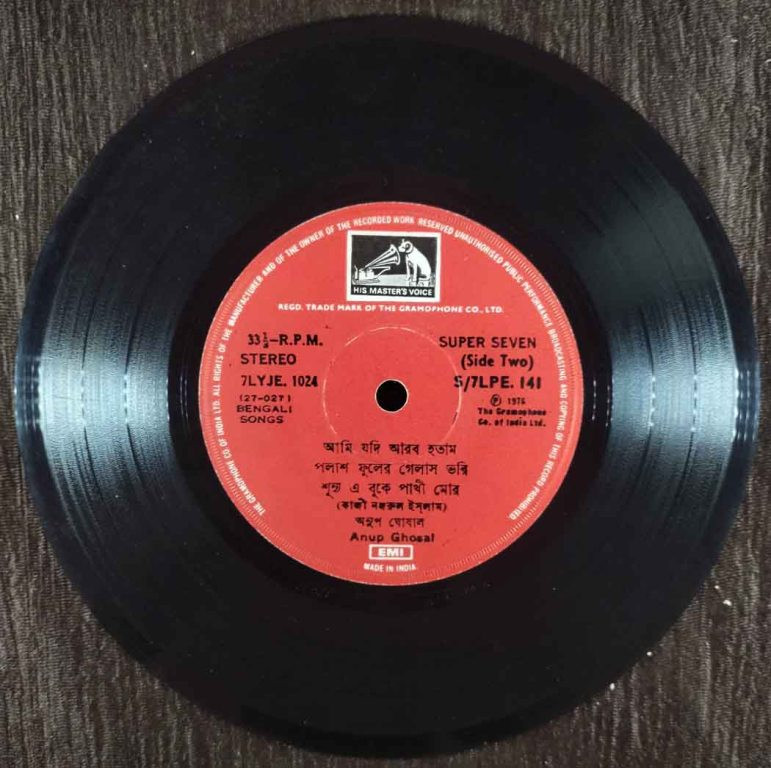 THE GRAMOPHONE CO. OF INDIA LTD. ALL RIGHTS OF THE MANUFACTURER AND OF THE OWNER OF THE RECORDED WORK RESERVED UNAUTHORISED PUBLIC PERFORMANCE BROADCASTING AND COPYING OF THIS RECORD PROHIBITED
HIS MASTER'S VOICE
REGD. TRADE MARK OF THE GRAMOPHONE CO., LTD.
33⅓-R.P.M.
STEREO
7LYJE. 1024
(27-027)
BENGALI
SONGS
SUPER SEVEN
(Side Two)
S/7LPE. 141
Ⓟ 1976
The Gramophone
Co. of India Ltd.
আমি যদি আরব হতাম
পলাশ ফুলের গেলাস ভরি
শূন্য এ বুকে পাখী মোর
(কাজী নজরুল ইস্‌লাম)
অনুপ ঘোষাল
Anup Ghosal
EMI
MADE IN INDIA